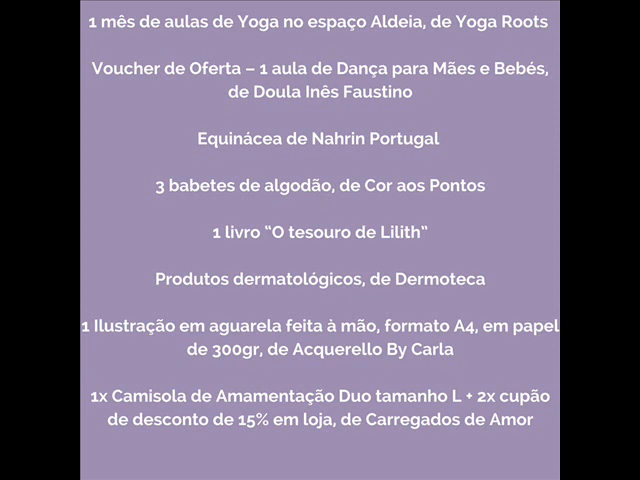 1 mês de aulas de Yoga no espaço Aldeia, de Yoga Roots
Voucher de Oferta – 1 aula de Dança para Mães e Bebés,
de Doula Inês Faustino
Equinácea de Nahrin Portugal
3 babetes de algodão, de Cor aos Pontos
1 livro “O tesouro de Lilith”
Produtos dermatológicos, de Dermoteca
1 Ilustração em aguarela feita à mão, formato A4, em papel
de 300gr, de Acquerello By Carla
1x Camisola de Amamentação Duo tamanho L + 2x cupão
de desconto de 15% em loja, de Carregados de Amor